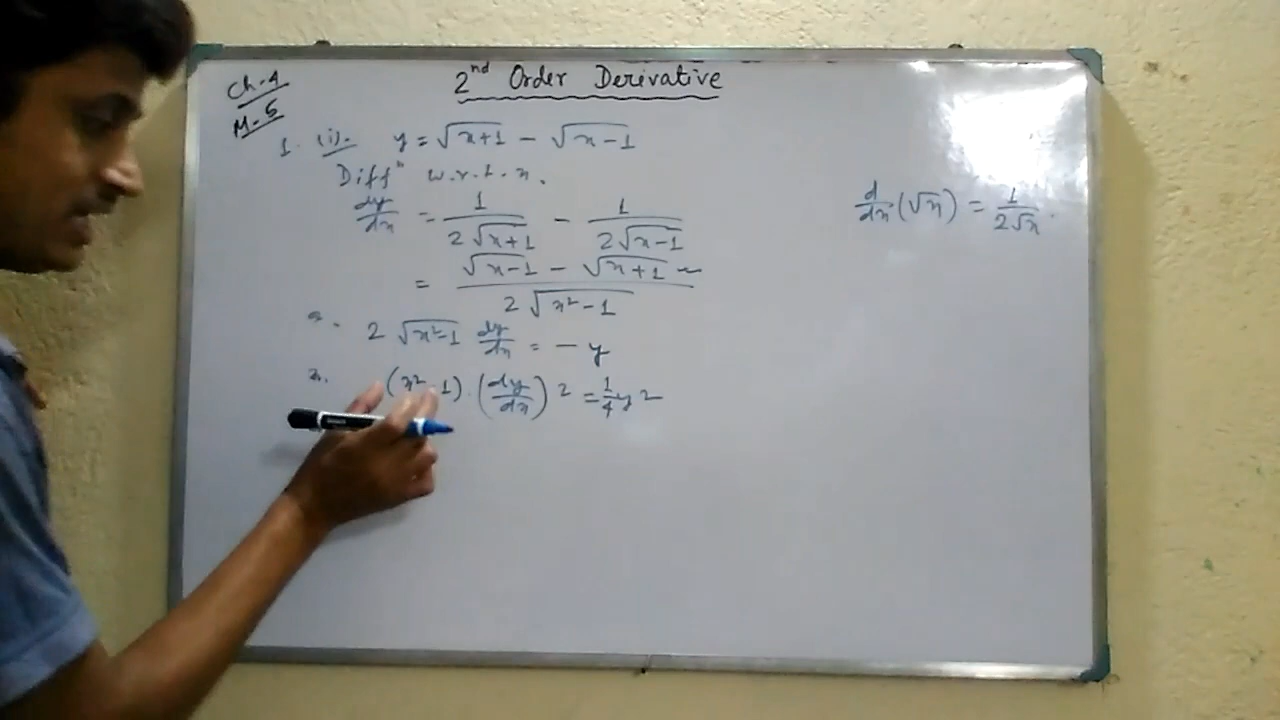 Ch-4
M-5
2nd Order Derivative
1. (i). y = √(x+1) − √(x−1)
Diffⁿ w.r.t. x.
dy/dx = 1/(2√(x+1)) − 1/(2√(x−1))
d/dx (√x) = 1/(2√x).
= (√(x−1) − √(x+1))/(2√(x²−1))
2 √(x²−1) dy/dx = − y
(x²−1) . (dy/dx)² = 1/4 y²